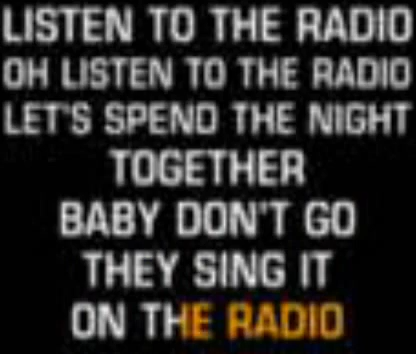 LISTEN TO THE RADIO
OH LISTEN TO THE RADIO
LET'S SPEND THE NIGHT
TOGETHER
BABY DON'T GO
THEY SING IT
ON THE RADIO